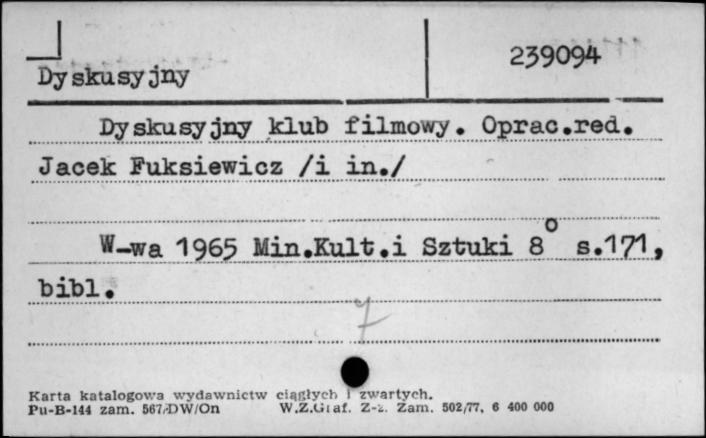 239094
Dyskusyjny
Dyskusyjny klub filmowy. Oprac.red.
Jacek Fuksiewicz /i in./
W-wa 1965 Min.Kult.i Sztuki 8° s.171,
bibl.
7
Karta katalogowa wydawnictw ciągłych i zwartych.
Pu-B-144 zam. 567/DW/On W.Z.Graf. Z-z. Zam. 502/77, 6 400 000